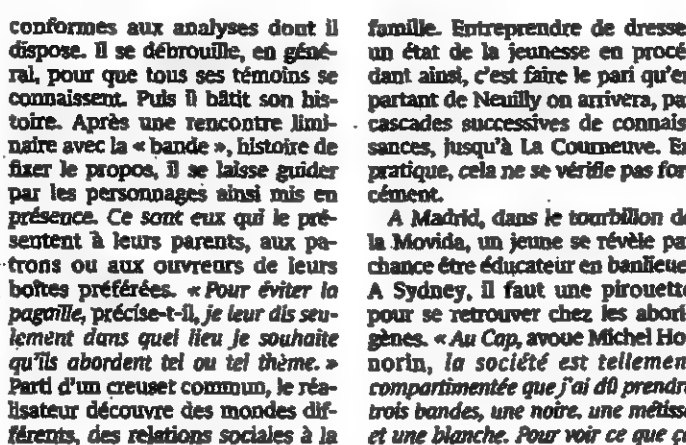 conformes aux analyses dont il
dispose. Il se débrouille, en géné-
ral, pour que tous ses témoins se
connaissent. Puis il bâtit son his-
toire. Après une rencontre limi-
naire avec la « bande », histoire de
fixer le propos, il se laisse guider
par les personnages ainsi mis en
présence. Ce sont eux qui le pré-
sentent à leurs parents, aux pa-
trons ou aux ouvreurs de leurs
boîtes préférées. « Pour éviter la
pagaille, précise-t-il, je leur dis seu-
lement dans quel lieu je souhaite
qu'ils abordent tel ou tel thème. »
Parti d'un creuset commun, le réa-
lisateur découvre des mondes dif-
férents, des relations sociales à la
famille. Entreprendre de dresse
un état de la jeunesse en procé
dant ainsi, c'est faire le pari qu'e
partant de Neuilly on arrivera, pa
cascades successives de connais
sances, jusqu'à La Courneuve. E
pratique, cela ne se vérifie pas for
cément.
A Madrid, dans le tourbillon d
la Movida, un jeune se révèle pa
chance être éducateur en banlieue
A Sydney, il faut une pirouette
pour se retrouver chez les abori
gènes. « Au Cap, avoue Michel Ho
norin, la société est tellemen
compartimentée que j'ai dû prendr
trois bandes, une noire, une métiss
et une blanche. Pour voir ce que ç